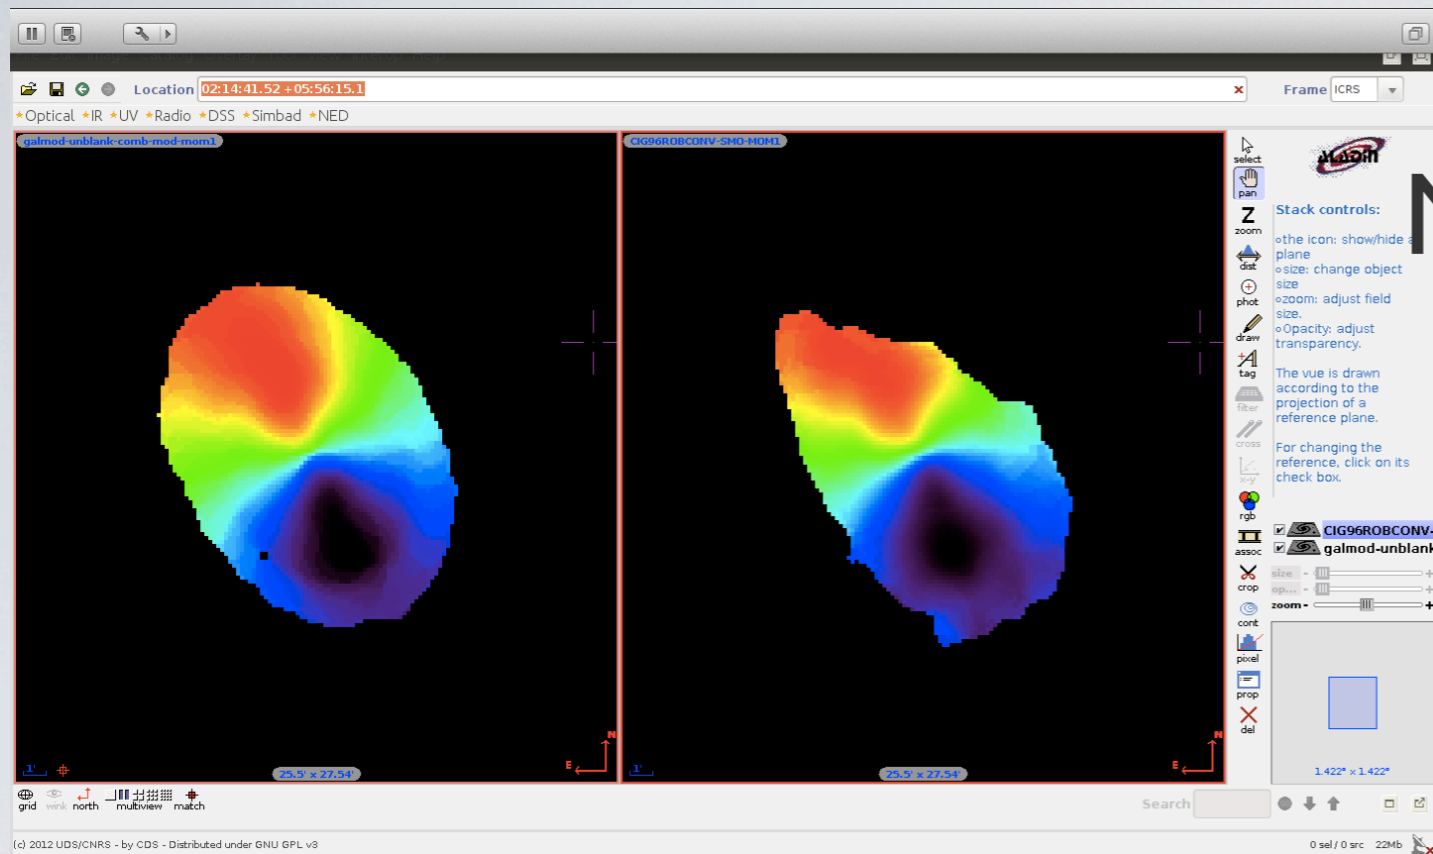 Location 02:14:41.52 +05:56:15.1 Frame ICRS
Optical IR UV Radio DSS Simbad NED
galmod-unblank-comb-mod-mom1
CIG96ROBCONV-SMO-MOM1
1'
25.5' x 27.54'
N
E
1'
25.5' x 27.54'
N
E
select
pan
Z
zoom
dist
phot
draw
+A
tag
filter
cross
x-y
rgb
assoc
crop
cont
pixel
prop
del
ALADIN
N
Stack controls:
the icon: show/hide a
plane
size: change object
size
zoom: adjust field
size.
Opacity: adjust
transparency.
The vue is drawn
according to the
projection of a
reference plane.
For changing the
reference, click on its
check box.
CIG96ROBCONV-
galmod-unblank
size - +
op... - +
zoom - +
1.422° x 1.422°
grid wink north multiview match
Search
(c) 2012 UDS/CNRS - by CDS - Distributed under GNU GPL v3
0 sel / 0 src 22Mb